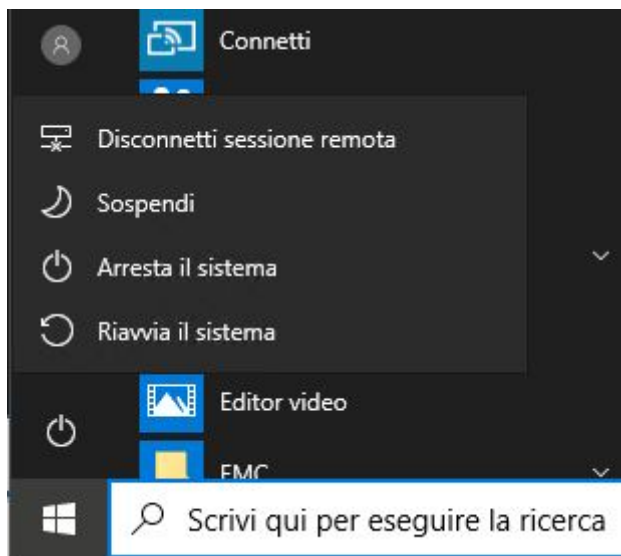 Connetti
Disconnetti sessione remota
Sospendi
Arresta il sistema
Riavvia il sistema
Editor video
EMC
Scrivi qui per eseguire la ricerca